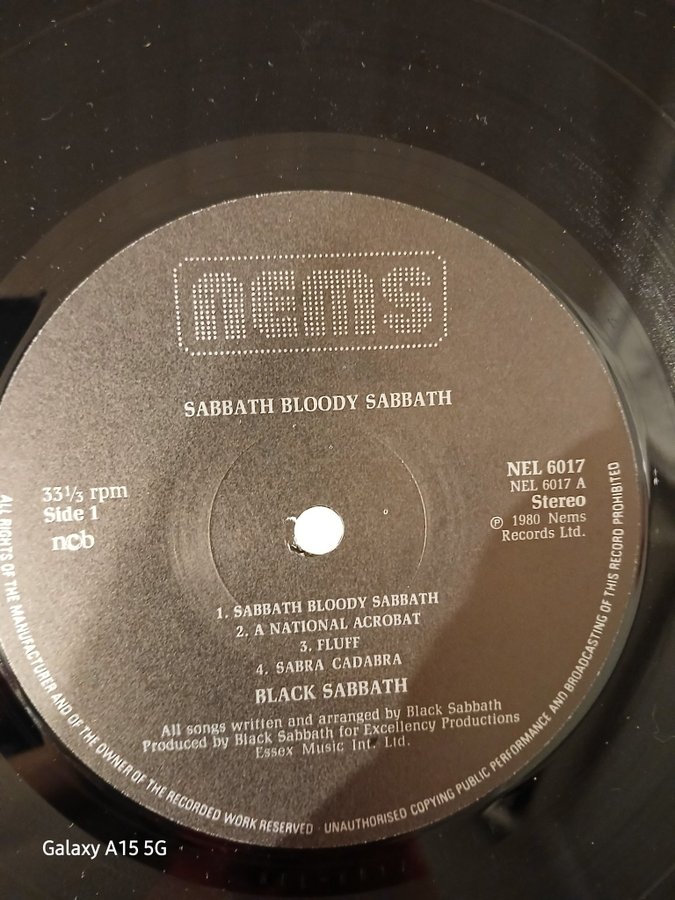 nems
SABBATH BLOODY SABBATH
33⅓ rpm
Side 1
ncb
NEL 6017
NEL 6017 A
Stereo
Ⓟ 1980 Nems
Records Ltd.
1. SABBATH BLOODY SABBATH
2. A NATIONAL ACROBAT
3. FLUFF
4. SABRA CADABRA
BLACK SABBATH
All songs written and arranged by Black Sabbath
Produced by Black Sabbath for Excellency Productions
Essex Music Int. Ltd.
ALL RIGHTS OF THE MANUFACTURER AND OF THE OWNER OF THE RECORDED WORK RESERVED · UNAUTHORISED COPYING PUBLIC PERFORMANCE AND BROADCASTING OF THIS RECORD PROHIBITED
Galaxy A15 5G